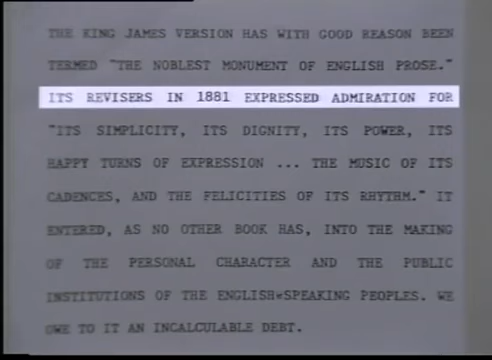 THE KING JAMES VERSION HAS WITH GOOD REASON BEEN
TERMED "THE NOBLEST MONUMENT OF ENGLISH PROSE."
ITS REVISERS IN 1881 EXPRESSED ADMIRATION FOR
"ITS SIMPLICITY, ITS DIGNITY, ITS POWER, ITS
HAPPY TURNS OF EXPRESSION ... THE MUSIC OF ITS
CADENCES, AND THE FELICITIES OF ITS RHYTHM." IT
ENTERED, AS NO OTHER BOOK HAS, INTO THE MAKING
OF THE PERSONAL CHARACTER AND THE PUBLIC
INSTITUTIONS OF THE ENGLISH-SPEAKING PEOPLES. WE
OWE TO IT AN INCALCULABLE DEBT.